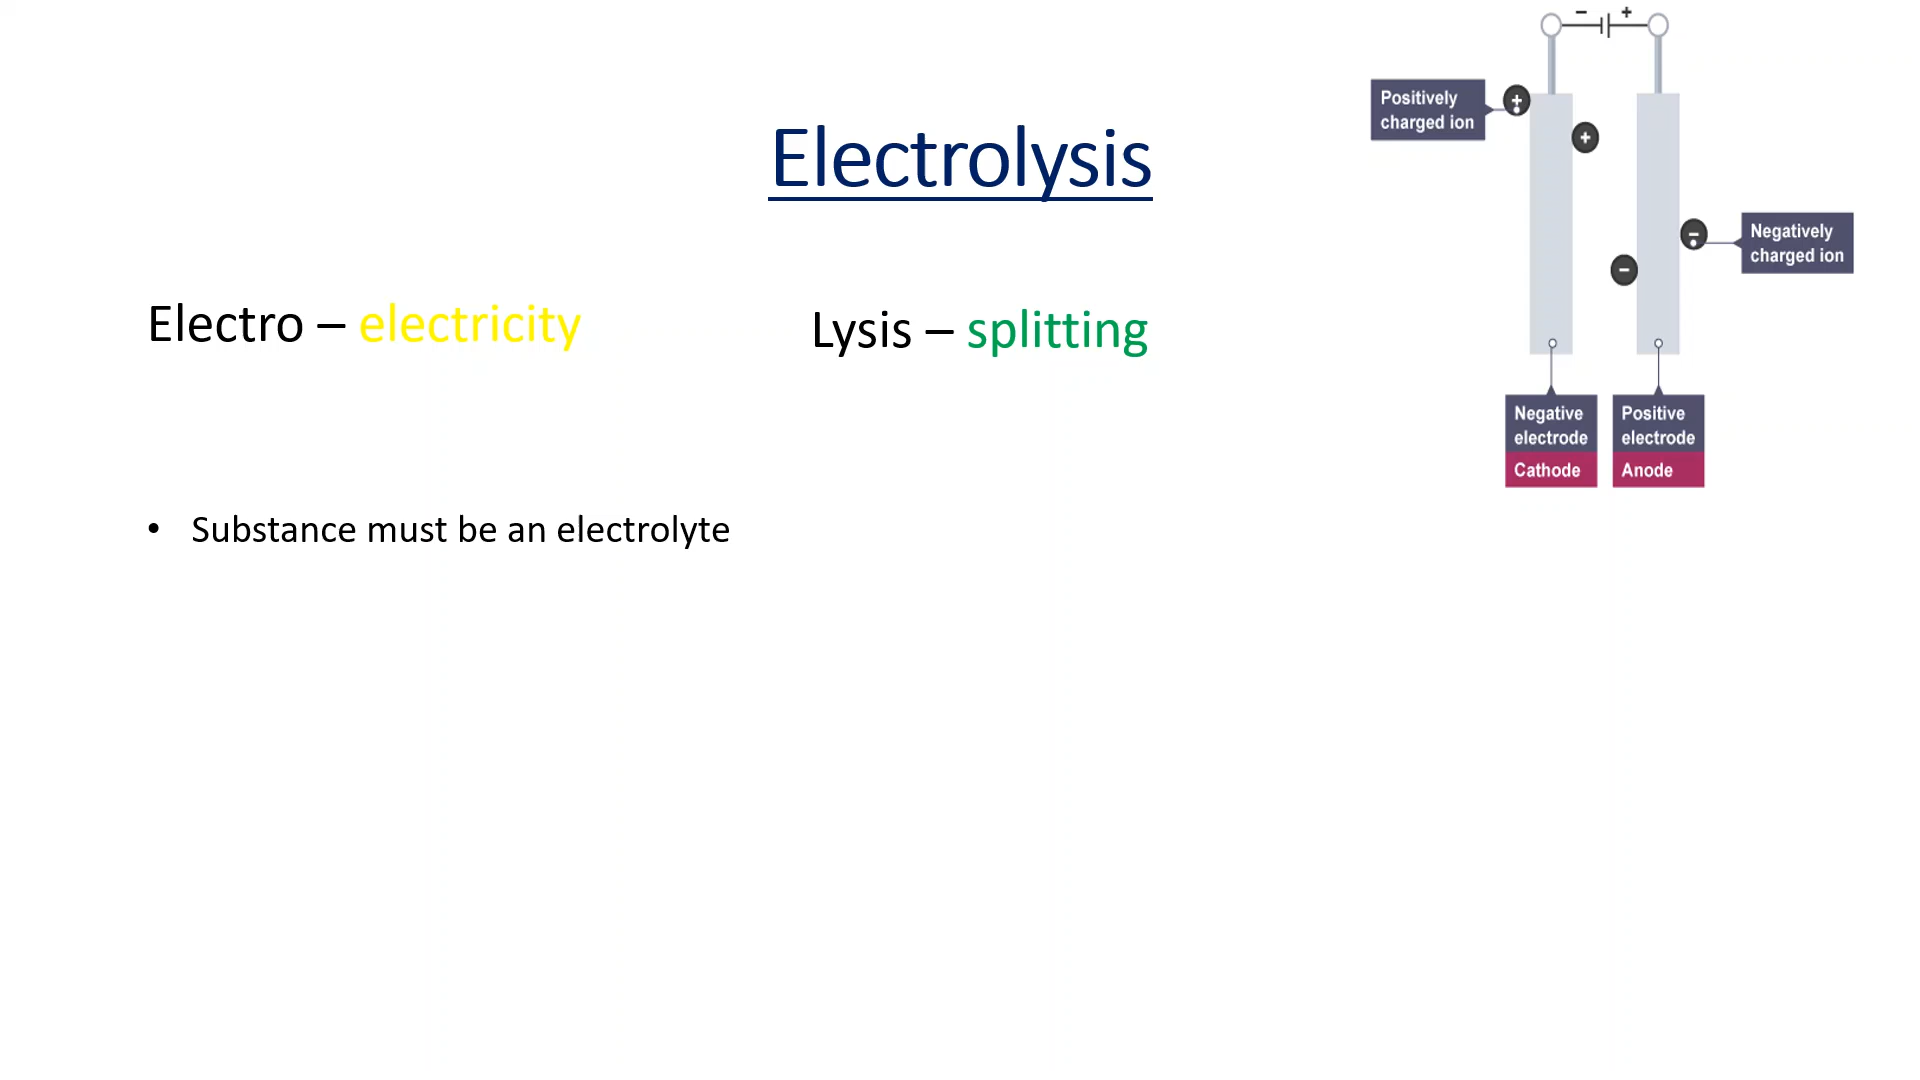 − +
Positively
charged ion
+
+
Electrolysis
Negatively
charged ion
−
−
Electro – electricity
Lysis – splitting
Negative
electrode
Cathode
Positive
electrode
Anode
• Substance must be an electrolyte